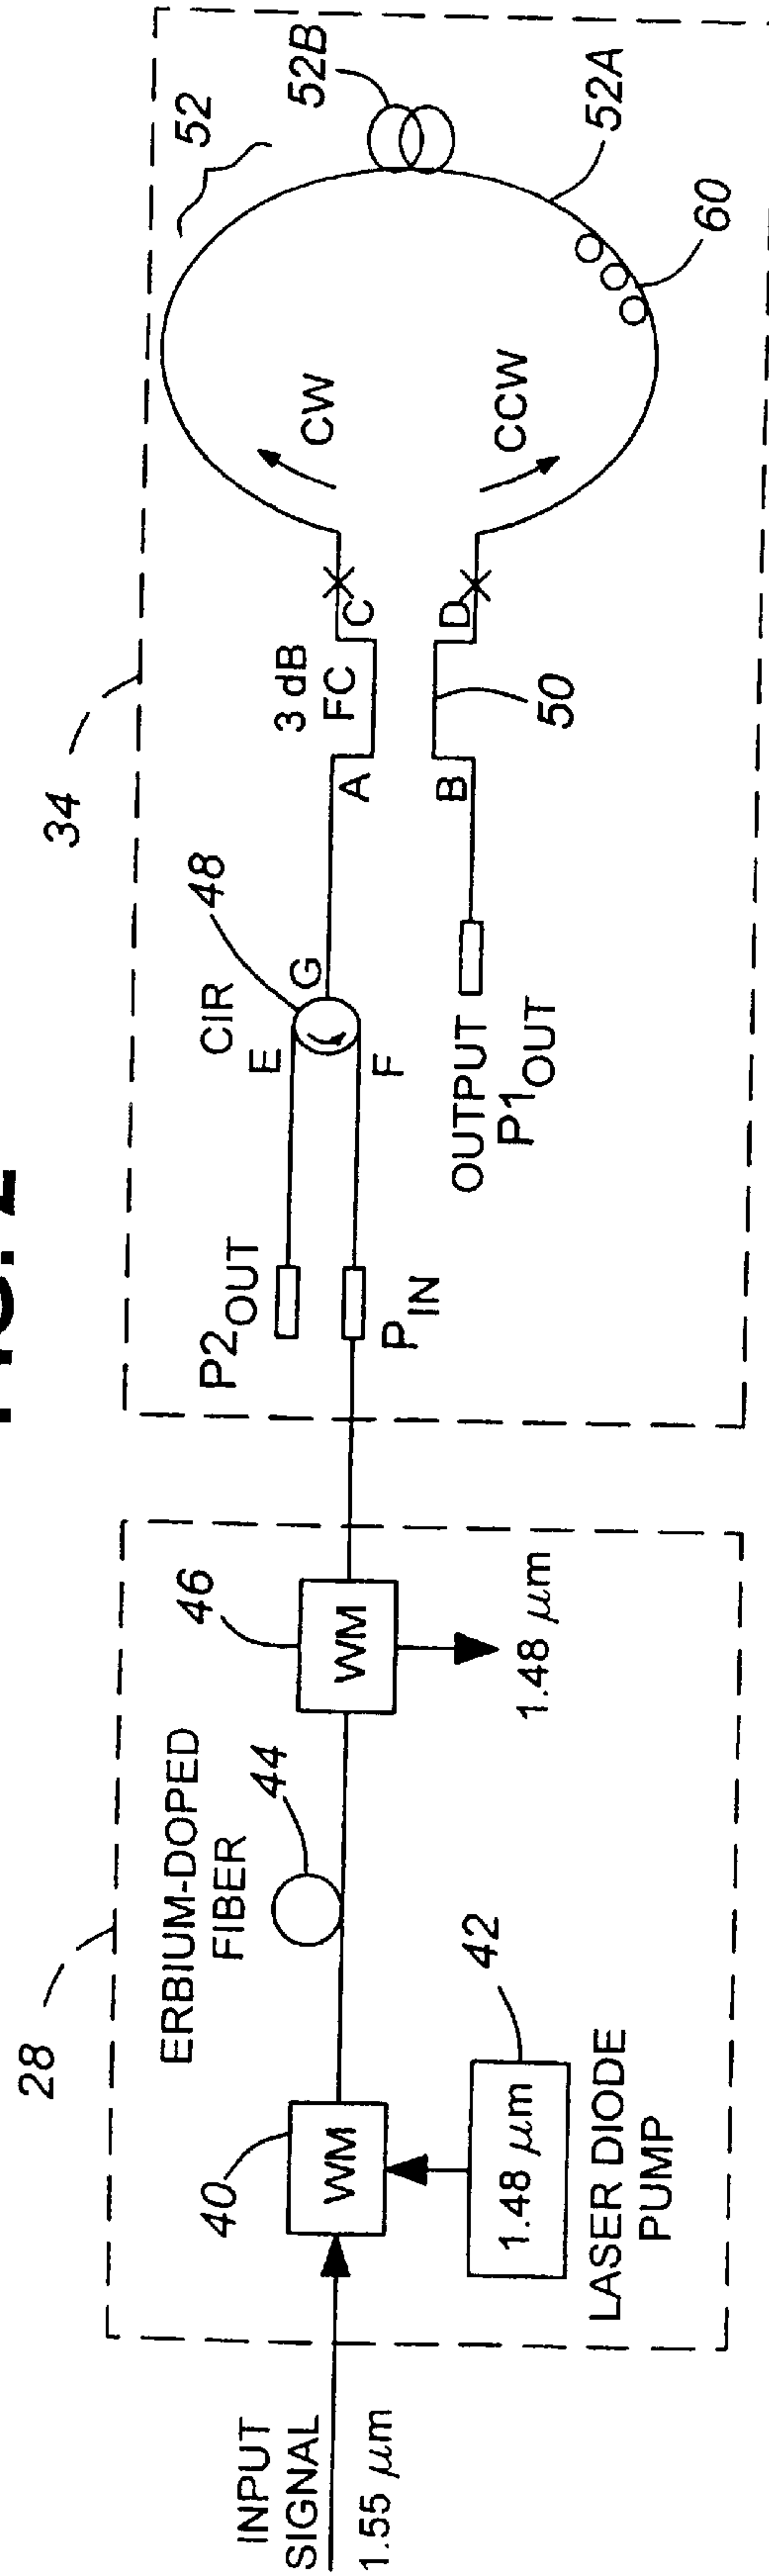 INPUT
SIGNAL
1.55 μm
28
40
WM
1.48 μm
42
LASER DIODE
PUMP
ERBIUM-DOPED
FIBER
44
46
WM
1.48 μm
34
P2OUT
PIN
CIR
48
E
F
G
OUTPUT
P1OUT
A
B
3 dB
FC
C
D
50
CW
CCW
52
52B
52A
60